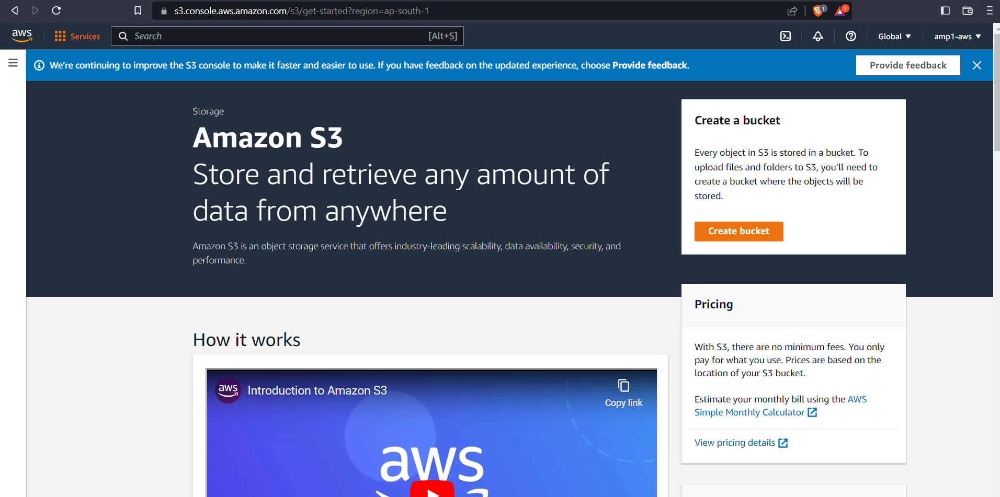 s3.console.aws.amazon.com/s3/get-started?region=ap-south-1
1
1
aws
Services
Search
[Alt+S]
Global
amp1-aws
We're continuing to improve the S3 console to make it faster and easier to use. If you have feedback on the updated experience, choose Provide feedback.
Provide feedback
Storage
Amazon S3
Store and retrieve any amount of
data from anywhere
Amazon S3 is an object storage service that offers industry-leading scalability, data availability, security, and
performance.
Create a bucket
Every object in S3 is stored in a bucket. To
upload files and folders to S3, you'll need to
create a bucket where the objects will be
stored.
Create bucket
How it works
aws
Introduction to Amazon S3
Copy link
aws
Pricing
With S3, there are no minimum fees. You only
pay for what you use. Prices are based on the
location of your S3 bucket.
Estimate your monthly bill using the AWS
Simple Monthly Calculator
View pricing details